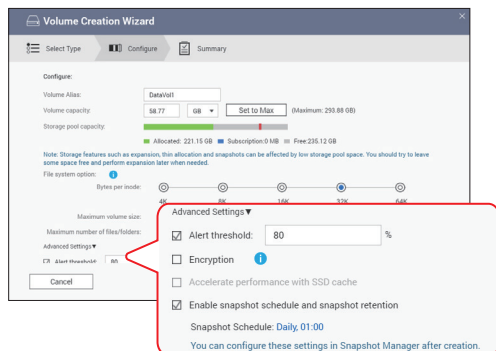 Volume Creation Wizard
Select Type
Configure
Summary
Configure:
Volume Alias: DataVol1
Volume capacity: 58.77 GB Set to Max (Maximum: 293.88 GB)
Storage pool capacity:
Allocated: 221.15 GB Subscription:0 MB Free:235.12 GB
Note: Storage features such as expansion, thin allocation and snapshots can be affected by low storage pool space. You should try to leave
some space free and perform expansion later when needed.
File system option:
Bytes per inode:
4K 8K 16K 32K 64K
Maximum volume size:
Maximum number of files/folders:
Advanced Settings▼
Alert threshold: 80
Cancel
Advanced Settings▼
Alert threshold: 80 %
Encryption
Accelerate performance with SSD cache
Enable snapshot schedule and snapshot retention
Snapshot Schedule: Daily, 01:00
You can configure these settings in Snapshot Manager after creation.